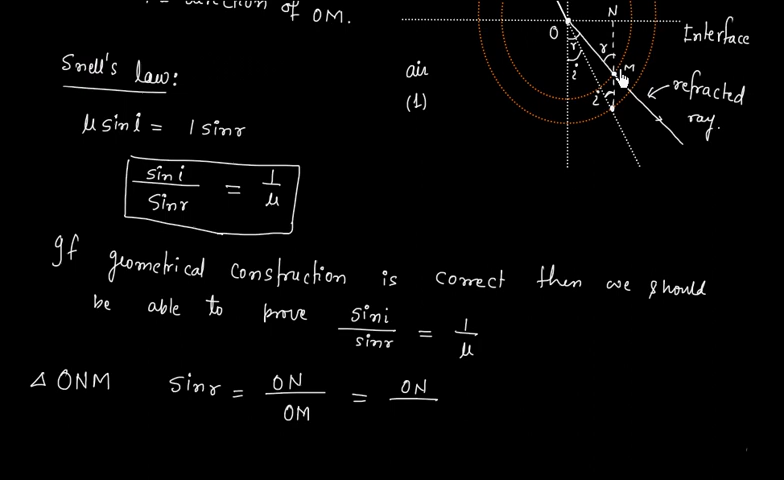 of OM.
Snell's law:
μ sin i = 1 sin r
sin i / sin r = 1 / μ
If geometrical construction is correct then we should
be able to prove sin i / sin r = 1 / μ
Δ ONM sin r = ON / OM = ON
N
O
Interface
r
r
M
i
i
air
(1)
refracted
ray.